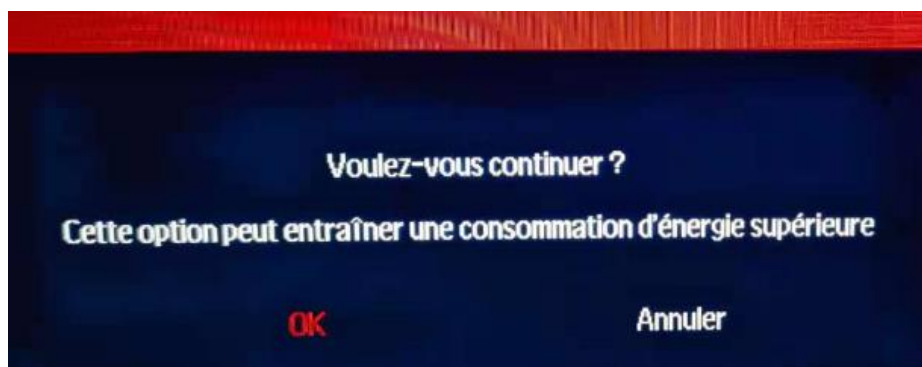 Voulez-vous continuer ?
Cette option peut entraîner une consommation d'énergie supérieure
OK
Annuler